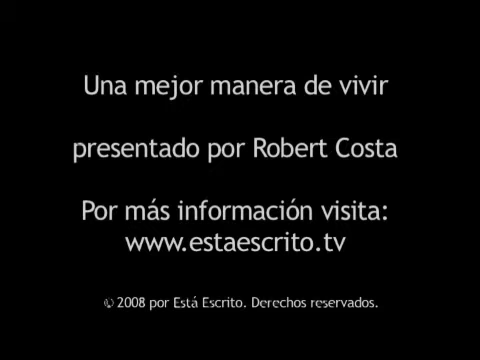 Una mejor manera de vivir
presentado por Robert Costa
Por más información visita:
www.estaescrito.tv
© 2008 por Está Escrito. Derechos reservados.